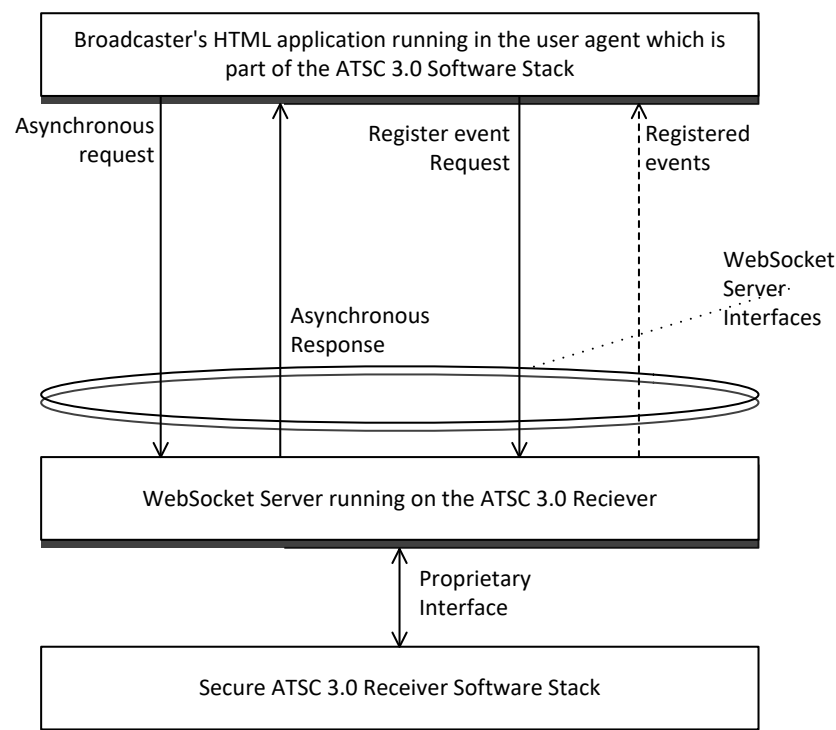 Broadcaster's HTML application running in the user agent which is
part of the ATSC 3.0 Software Stack
Asynchronous
request
Register event
Request
Registered
events
WebSocket
Server
Interfaces
Asynchronous
Response
WebSocket Server running on the ATSC 3.0 Reciever
Proprietary
Interface
Secure ATSC 3.0 Receiver Software Stack